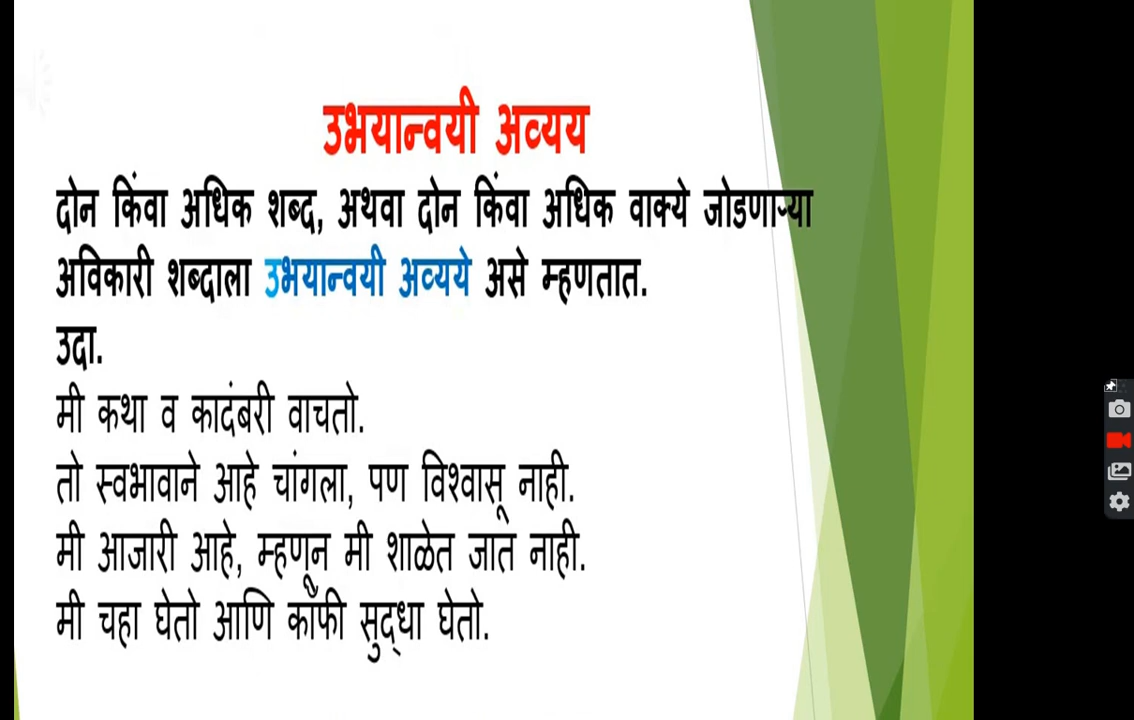 उभयान्वयी अव्यय
दोन किंवा अधिक शब्द, अथवा दोन किंवा अधिक वाक्ये जोडणाऱ्या
अविकारी शब्दाला उभयान्वयी अव्यये असे म्हणतात.
उदा.
मी कथा व कादंबरी वाचतो.
तो स्वभावाने आहे चांगला, पण विश्वासू नाही.
मी आजारी आहे, म्हणून मी शाळेत जात नाही.
मी चहा घेतो आणि कॉफी सुद्धा घेतो.